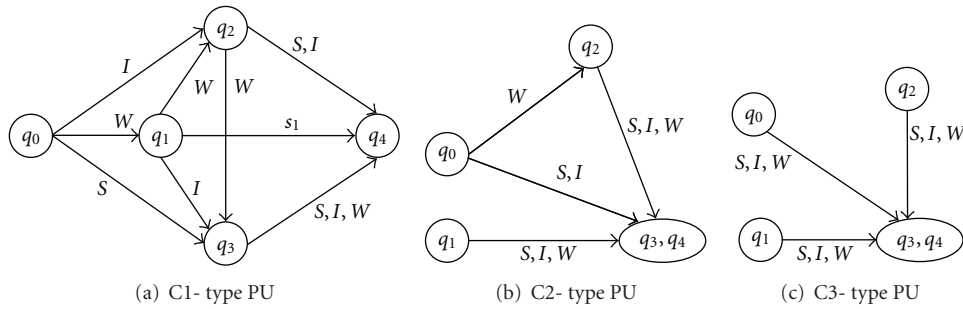 q2
I
W
W
S, I
q0
W
q1
s1
q4
S
I
S, I, W
q3
(a) C1- type PU
q2
W
S, I, W
q0
S, I
q1
S, I, W
q3, q4
(b) C2- type PU
q2
q0
S, I, W
S, I, W
q1
S, I, W
q3, q4
(c) C3- type PU